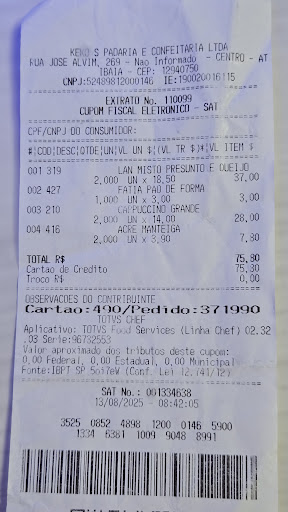 KEKO S PADARIA E CONFEITARIA LTDA
RUA JOSE ALVIM, 269 - Nao Informado - CENTRO - AT
IBAIA - CEP: 12940750
CNPJ:52489812000146 IE:190020016115
EXTRATO No. 110099
CUPOM FISCAL ELETRONICO - SAT
CPF/CNPJ DO CONSUMIDOR:
#|COD|DESC|QTDE|UN|VL UN $|(VL TR $)*|VL ITEM $
001 319 LAN MISTO PRESUNTO E QUEIJO
2,000 UN x 18,50 37,00
002 427 FATIA PAO DE FORMA
1,000 UN x 3,00 3,00
003 210 CAPPUCCINO GRANDE
2,000 UN x 14,00 28,00
004 416 ACRE MANTEIGA
2,000 UN x 3,90 7,80
TOTAL R$ 75,80
Cartao de Credito 75,80
Troco R$ 0,00
OBSERVACOES DO CONTRIBUINTE
Cartao:490/Pedido:371990
TOTVS CHEF
Aplicativo: TOTVS Food Services (Linha Chef) 02.32
.03 Serie:96732553
Valor aproximado dos tributos deste cupom:
0,00 Federal, 0,00 Estadual, 0,00 Municipal
Fonte:IBPT SP 5oi7eW (Conf. Lei 12.741/12)
SAT No.: 001334638
13/08/2025 - 08:42:05
3525 0852 4898 1200 0146 5900
1334 6381 1009 9048 8991